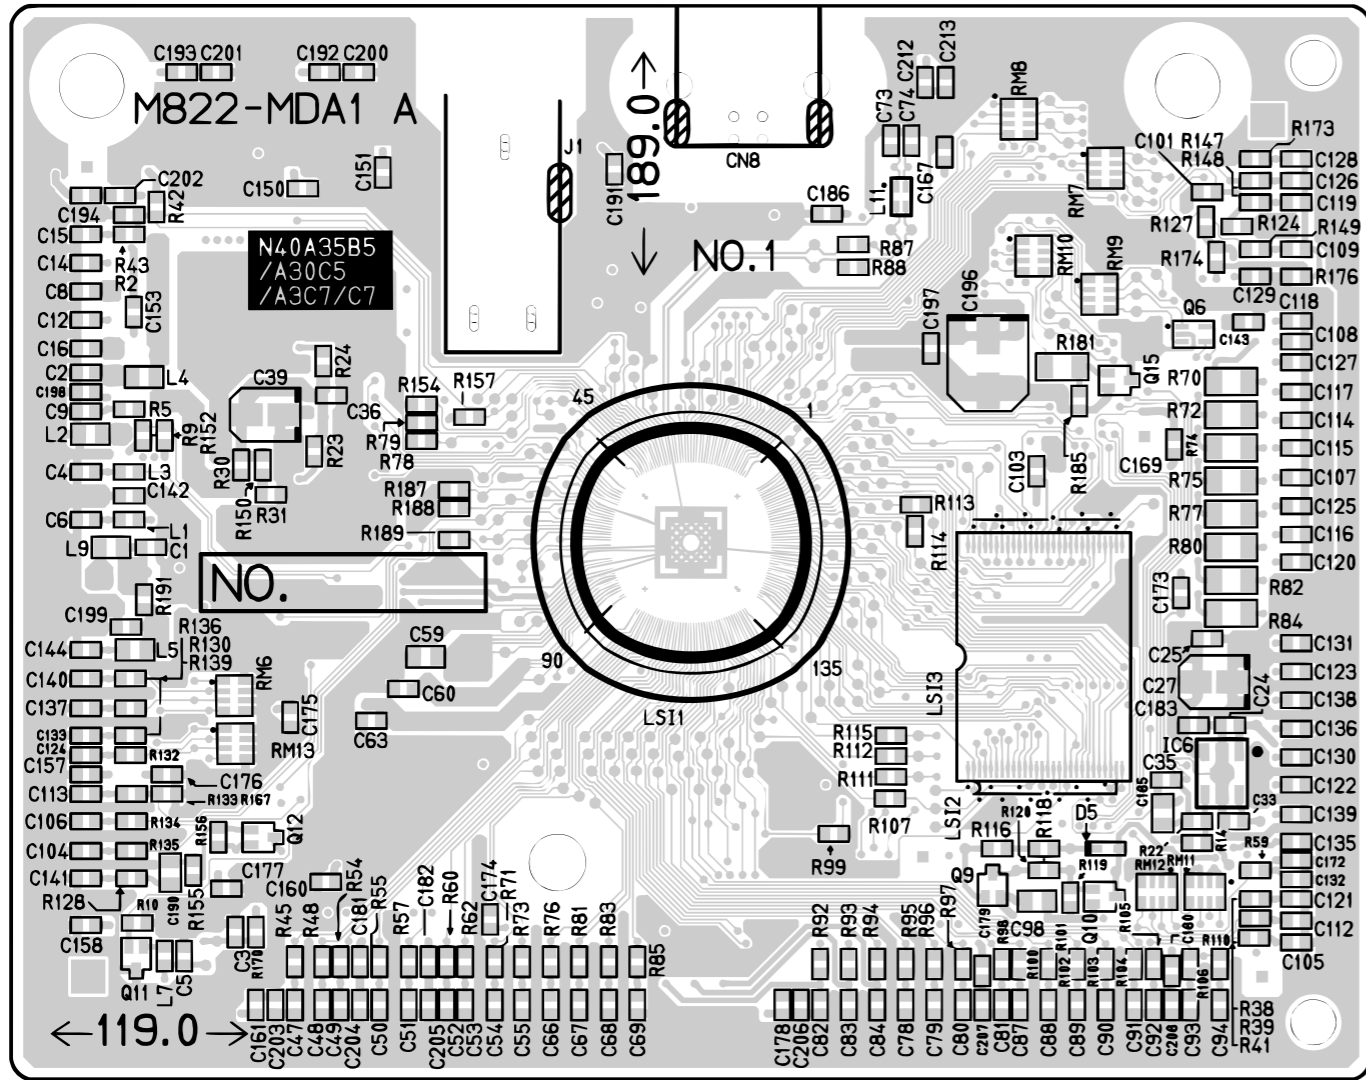 C193 C201 C192 C200
M822-MDA1 A
189.0
C212
C213
RM8
C73
C74
J1
CN8
C101 R147 R173
R148
C128
C126
C119
C202
C150
C151
C191
C186
L11.
C167
RM7
R127
R124 R149
C194
R42
C15
N40A35B5
/A30C5
/A3C7/C7
NO.1
R87
R88
RM10
RM9
R174
C109
C14
R43
R2
C8
C153
C12
R176
C129 C118
Q6
C143
C197
C196
C108
C16
R24
R181
Q15
C127
C2 L4 C39
C198
C9 R5
C36
R154 R157
45
1
R70
R72
C117
C114
L2
R9
R152
R23
R79
R78
R185
C169
R74
C115
C4 L3
C142
R30
R150
R31
R187
R188
C103
R75
C107
C6
L1
R113
R77
C125
L9 C1
R189
R114
R80
C116
C120
NO.
R191
C173
R82
R84
C199
R136
R130
R139
C144 L5
C59
90
135
C25
C131
C140
RM6
C60
LSI3
C27
C24
C123
C137
C175
LSI1
C183
C138
C133
C124
R132
RM13
C63
R115
R112
IC6
C136
C130
C157
C176
R111
C35
C122
C113
R133 R167
C185
C33
C139
C106 R134
R156
Q12
R107
LSI2
R120
R118
D5
C104 R135
R99
R116
R119
R22
R14
R59
C135
C172
C141
C177
C160
R54
R55
C182
R60
C174
R71
RM12 RM11
C132
R128
C190
R155
Q9
C121
R10
R45
R48
C181
R57
R62
R73
R76
R81
R83
R92
R93
R94
R95
R96
R97
C179
R98
C98
R101
Q10
R105
C180
R110
C112
C158
Q11
L7
C5
C3
R170
R85
R100
R102
R103
R104
R106
C105
119.0
C161
C203
C47
C48
C49
C204
C50
C51
C205
C52
C53
C54
C55
C66
C67
C68
C69
C178
C206
C82
C83
C84
C78
C79
C80
C207
C81
C87
C88
C89
C90
C91
C92
C208
C93
C94
R38
R39
R41